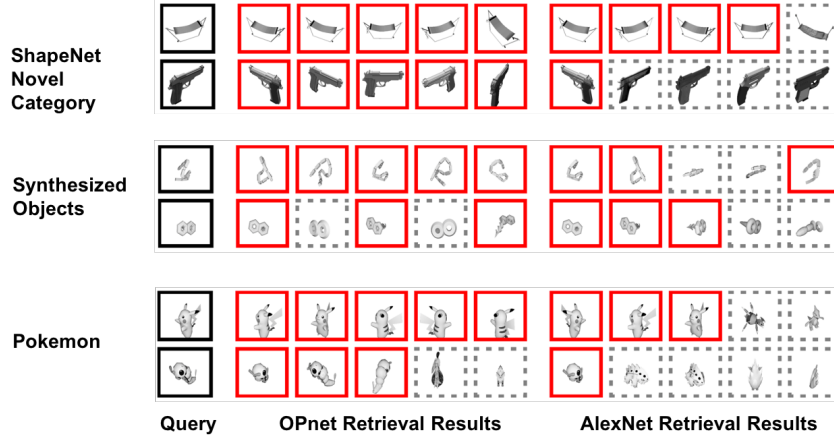 ShapeNet
Novel
Category
Synthesized
Objects
Pokemon
Query
OPnet Retrieval Results
AlexNet Retrieval Results